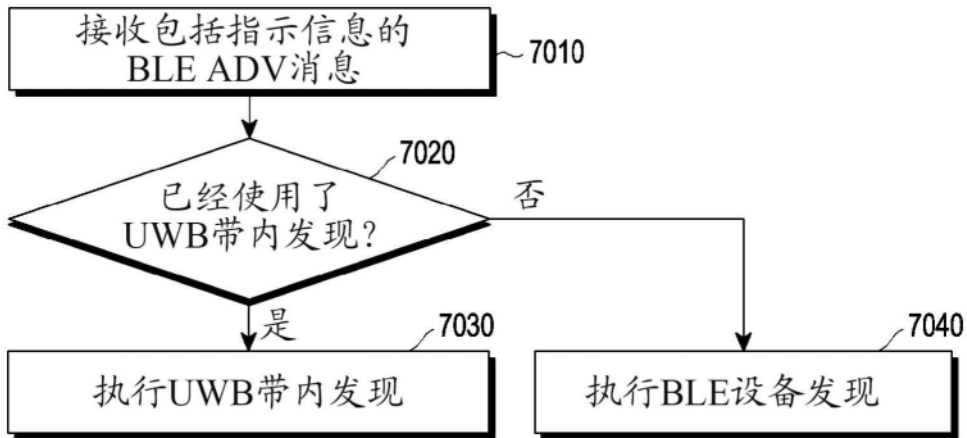 接收包括指示信息的
BLE ADV消息
7010
7020
已经使用了
UWB带内发现?
否
是
7030
执行UWB带内发现
7040
执行BLE设备发现